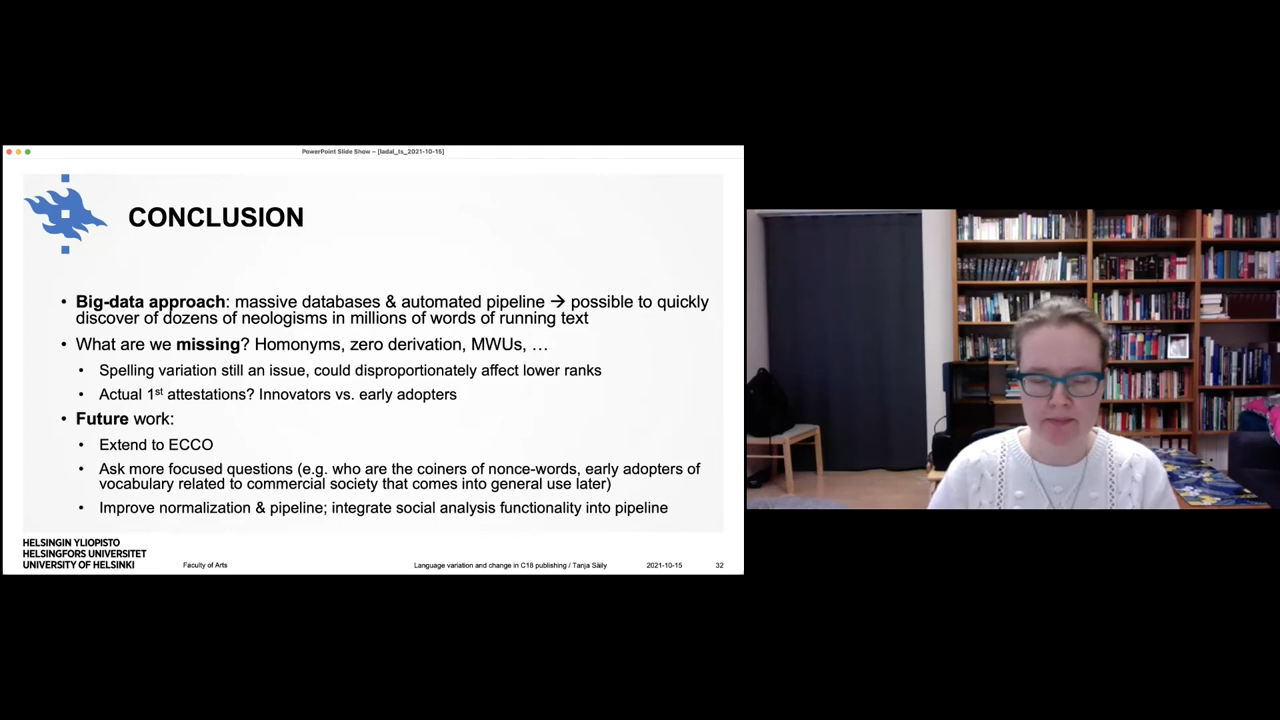 PowerPoint Slide Show ~ [ladal_ts_2021-10-15]
CONCLUSION
• Big-data approach: massive databases & automated pipeline → possible to quickly
discover of dozens of neologisms in millions of words of running text
• What are we missing? Homonyms, zero derivation, MWUs, …
• Spelling variation still an issue, could disproportionately affect lower ranks
• Actual 1st attestations? Innovators vs. early adopters
• Future work:
• Extend to ECCO
• Ask more focused questions (e.g. who are the coiners of nonce-words, early adopters of
vocabulary related to commercial society that comes into general use later)
• Improve normalization & pipeline; integrate social analysis functionality into pipeline
HELSINGIN YLIOPISTO
HELSINGFORS UNIVERSITET
UNIVERSITY OF HELSINKI
Faculty of Arts
Language variation and change in C18 publishing / Tanja Säily
2021-10-15
32